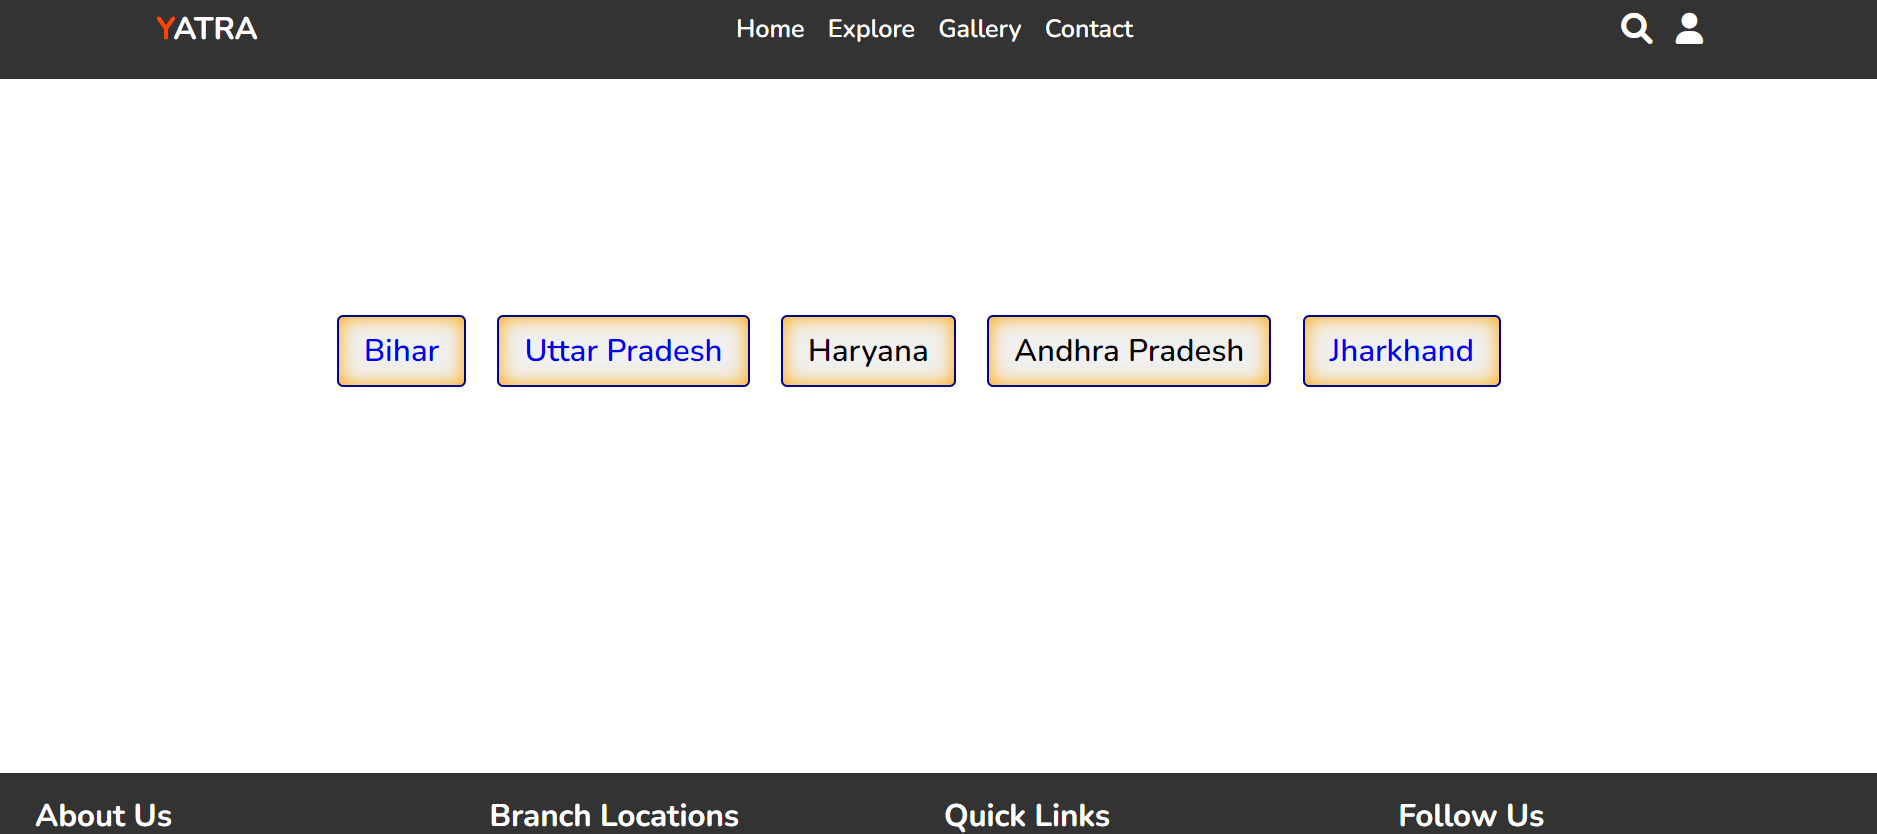 YATRA Home Explore Gallery Contact
Bihar Uttar Pradesh Haryana Andhra Pradesh Jharkhand
About Us Branch Locations Quick Links Follow Us